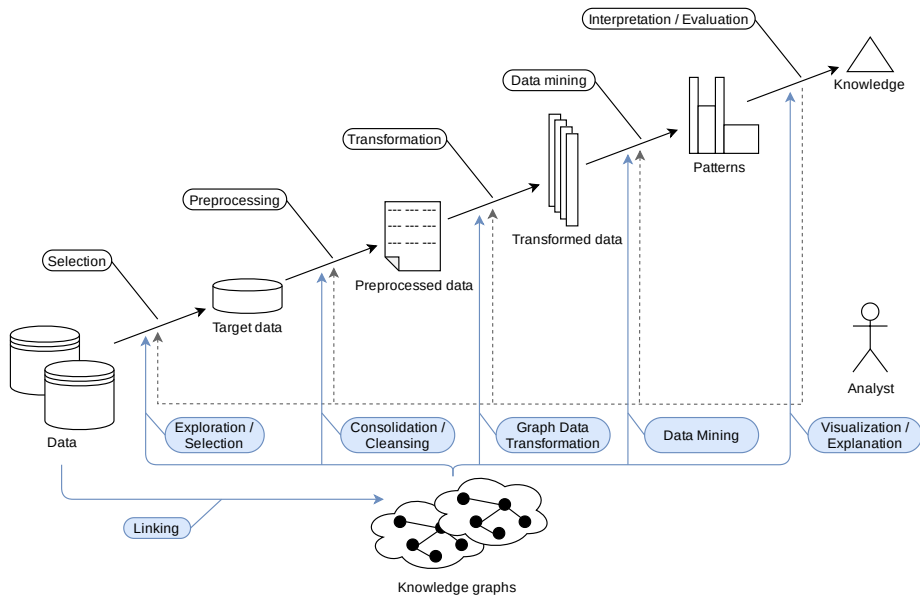 Interpretation / Evaluation
Knowledge
Data mining
Patterns
Transformation
Transformed data
Preprocessing
Preprocessed data
Selection
Target data
Data
Analyst
Exploration /
Selection
Consolidation /
Cleansing
Graph Data
Transformation
Data Mining
Visualization /
Explanation
Linking
Knowledge graphs